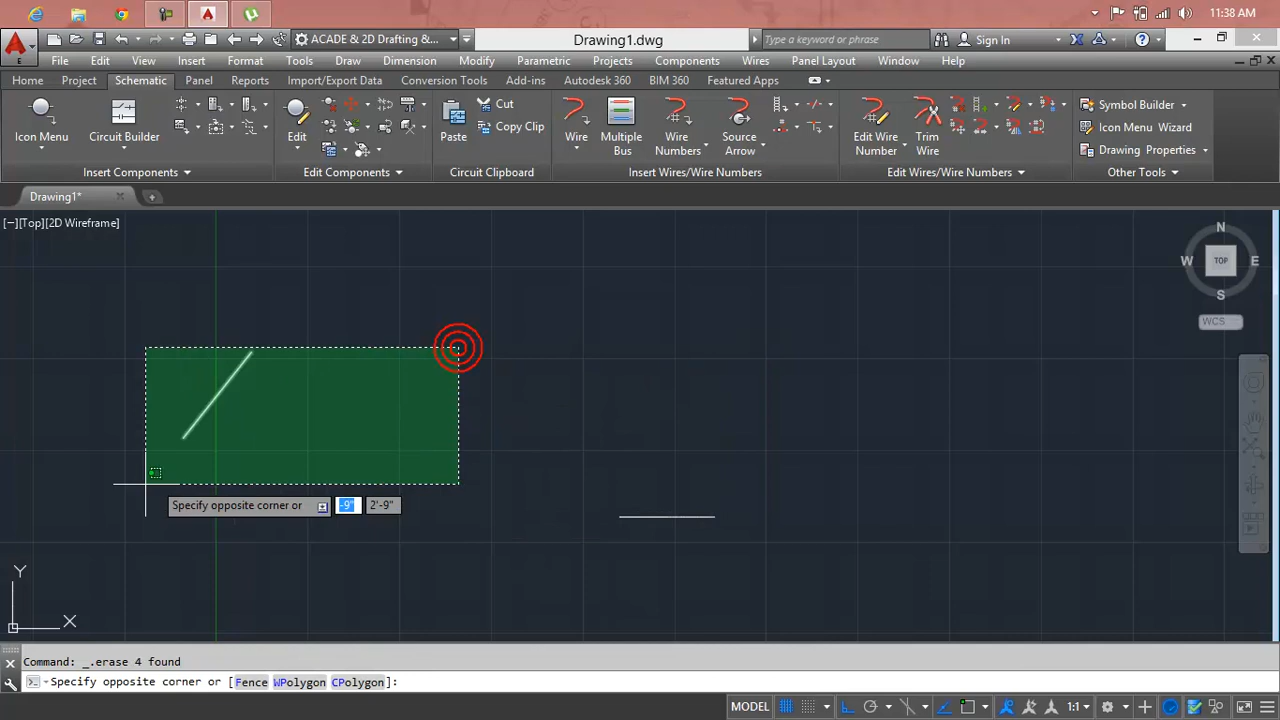 11:38 AM
ACADE & 2D Drafting &...
Drawing1.dwg
Type a keyword or phrase
Sign In
E
File Edit View Insert Format Tools Draw Dimension Modify Parametric Projects Components Wires Panel Layout Window Help
Home Project Schematic Panel Reports Import/Export Data Conversion Tools Add-ins Autodesk 360 BIM 360 Featured Apps
Icon Menu
Circuit Builder
Edit
Paste
Cut
Copy Clip
Wire
Multiple Bus
Wire Numbers
Source Arrow
Edit Wire Number
Trim Wire
Symbol Builder
Icon Menu Wizard
Drawing Properties
Insert Components
Edit Components
Circuit Clipboard
Insert Wires/Wire Numbers
Edit Wires/Wire Numbers
Other Tools
Drawing1*
[−][Top][2D Wireframe]
N
W
TOP
E
S
WCS
Specify opposite corner or -9" 2'-9"
Y
X
Command: _.erase 4 found
Specify opposite corner or [Fence WPolygon CPolygon]:
MODEL
1:1